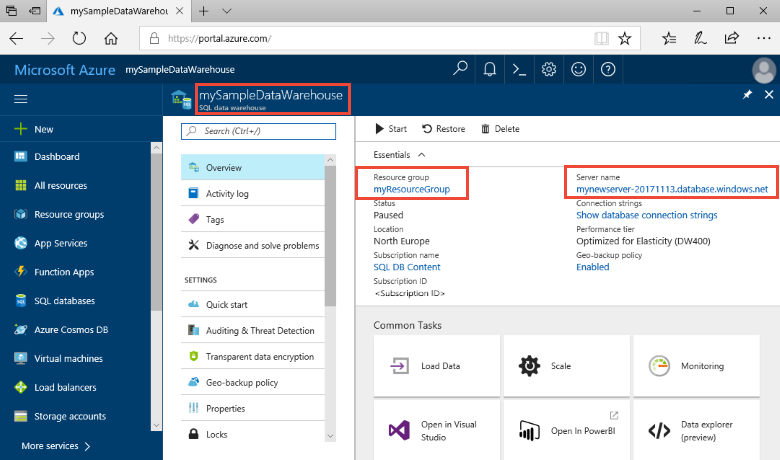 mySampleDataWarehouse
https://portal.azure.com/
Microsoft Azure mySampleDataWarehouse
mySampleDataWarehouse
SQL data warehouse
New
Dashboard
All resources
Resource groups
App Services
Function Apps
SQL databases
Azure Cosmos DB
Virtual machines
Load balancers
Storage accounts
More services
Search (Ctrl+/)
Overview
Activity log
Tags
Diagnose and solve problems
SETTINGS
Quick start
Auditing & Threat Detection
Transparent data encryption
Geo-backup policy
Properties
Locks
Start Restore Delete
Essentials
Resource group
myResourceGroup
Status
Paused
Location
North Europe
Subscription name
SQL DB Content
Subscription ID
<Subscription ID>
Server name
mynewserver-20171113.database.windows.net
Connection strings
Show database connection strings
Performance tier
Optimized for Elasticity (DW400)
Geo-backup policy
Enabled
Common Tasks
Load Data
Scale
Monitoring
Open in Visual
Studio
Open In PowerBI
Data explorer
(preview)